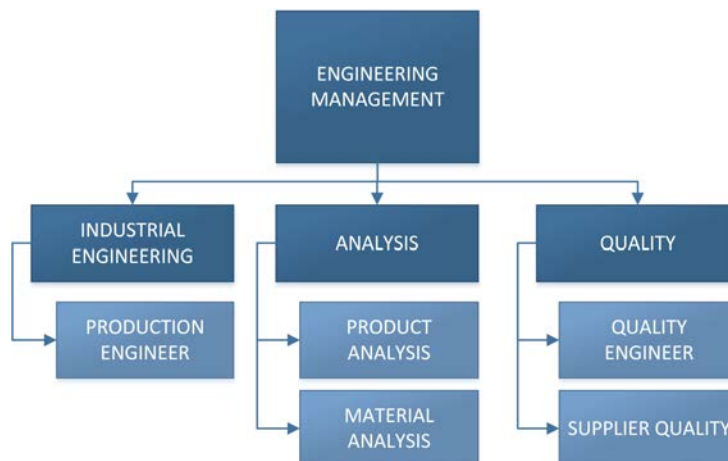 ENGINEERING
MANAGEMENT
INDUSTRIAL
ENGINEERING
ANALYSIS
QUALITY
PRODUCTION
ENGINEER
PRODUCT
ANALYSIS
QUALITY
ENGINEER
MATERIAL
ANALYSIS
SUPPLIER QUALITY